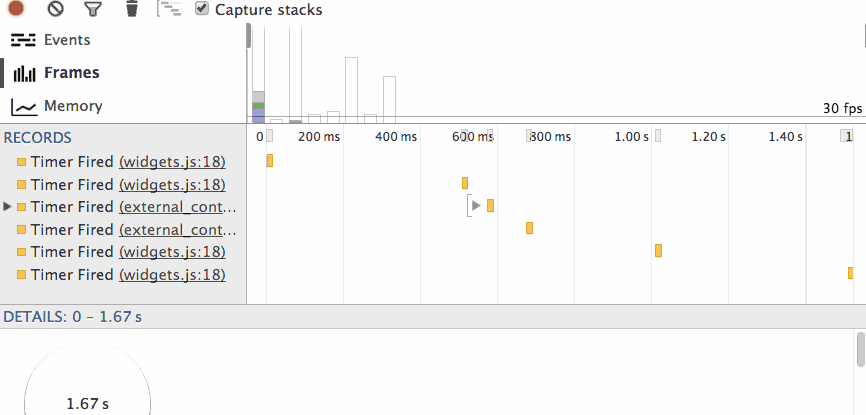 Capture stacks
Events
Frames
Memory
30 fps
RECORDS
0 200 ms 400 ms 600 ms 800 ms 1.00 s 1.20 s 1.40 s 1
Timer Fired (widgets.js:18)
Timer Fired (widgets.js:18)
Timer Fired (external_cont...
Timer Fired (external_cont...
Timer Fired (widgets.js:18)
Timer Fired (widgets.js:18)
DETAILS: 0 – 1.67 s
1.67 s